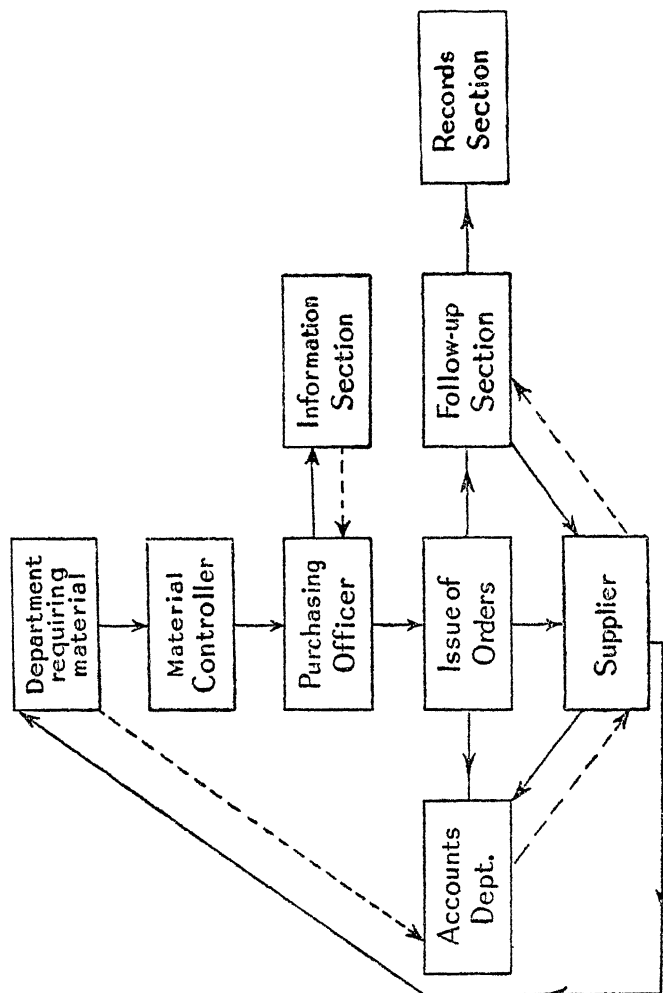 Department
requiring
material
Material
Controller
Purchasing
Officer
Information
Section
Issue of
Orders
Accounts
Dept.
Follow-up
Section
Records
Section
Supplier